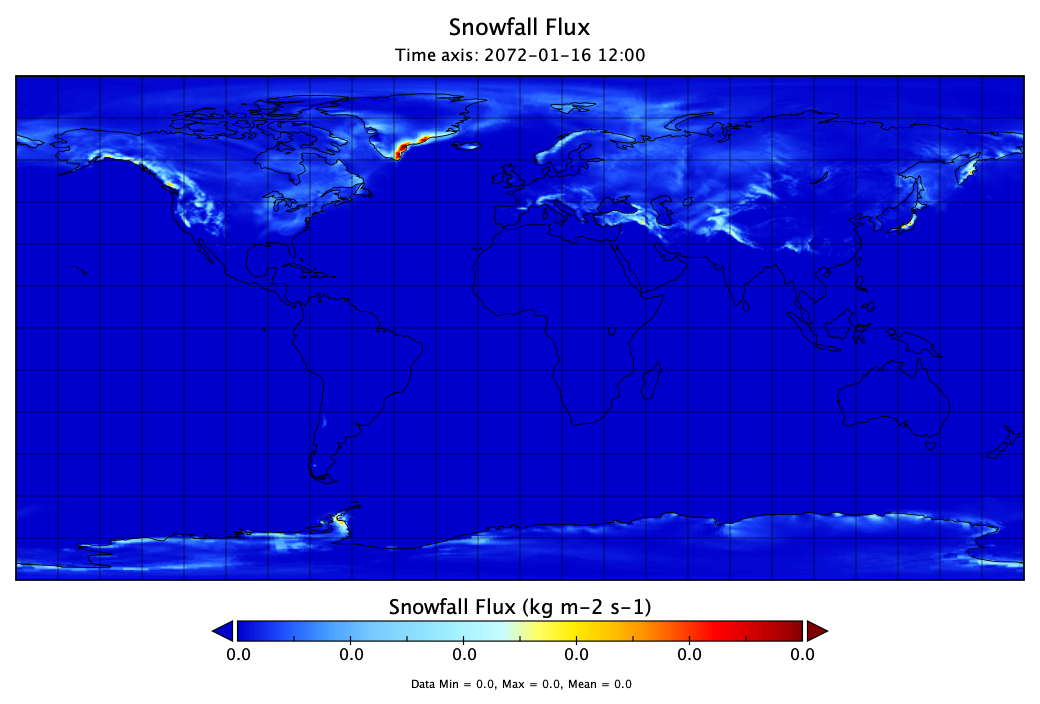 Snowfall Flux
Time axis: 2072-01-16 12:00
Snowfall Flux (kg m-2 s-1)
0.0 0.0 0.0 0.0 0.0 0.0
Data Min = 0.0, Max = 0.0, Mean = 0.0